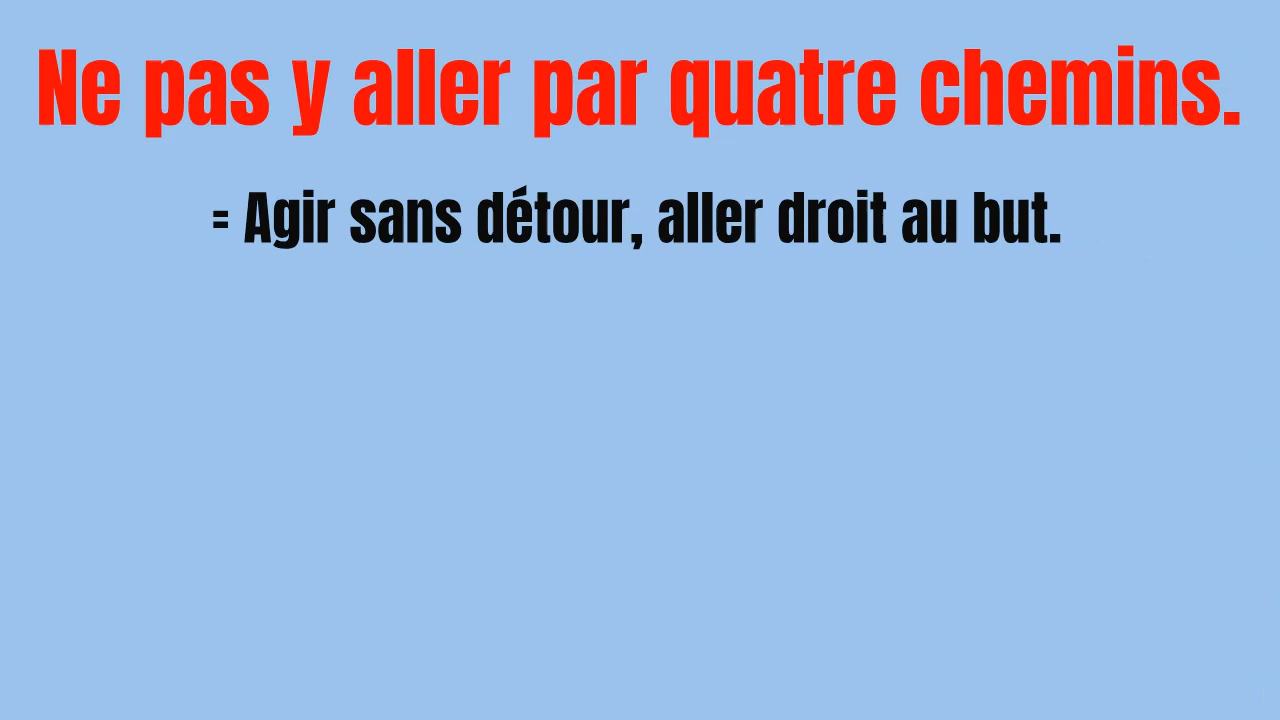 Ne pas y aller par quatre chemins.
= Agir sans détour, aller droit au but.